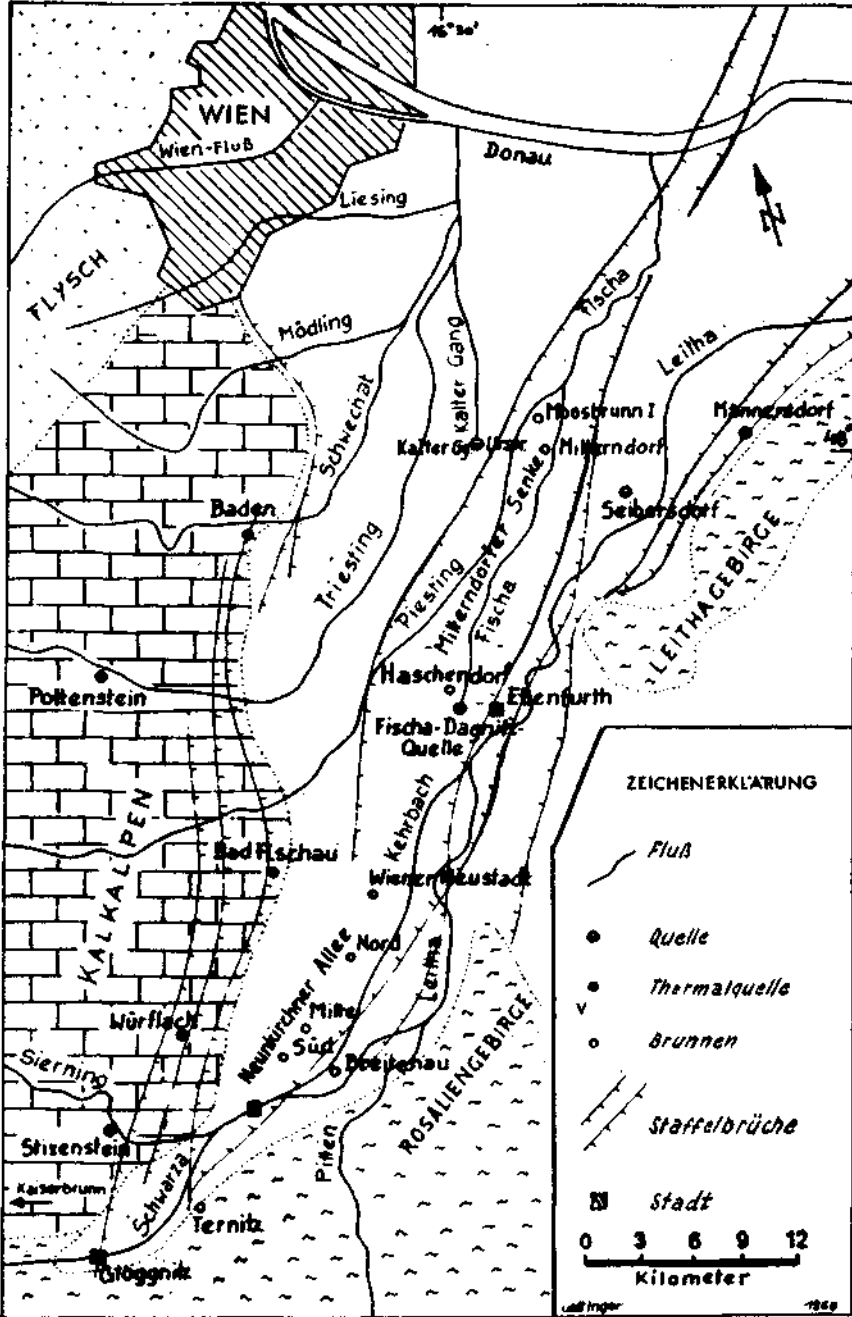 16°30'
WIEN
Wien-Fluß
Donau
Liesing
N
FLYSCH
Fischa
Mödling
Leitha
Kalter Gang
Schwechat
Moosbrunn I
Mannersdorf
48°
Kalter Gg. Urspr.
Mitterndorf
Seibersdorf
Baden
Triesting
Piesting
Mitterndorfer Senke
Fischa
LEITHAGEBIRGE
Pottenstein
Haschendorf
Ebenfurth
Fischa-Dagnitz-
Quelle
KALKALPEN
Kehrbach
Bad Fischau
Wiener Neustadt
Nord
Neunkirchner Allee
Leitha
Mitte
Süd
Würflach
Breitenau
ROSALIENGEBIRGE
Sierning
Stixenstein
Pitten
Kaiserbrunn
Schwarza
Ternitz
Gloggnitz
ZEICHENERKLÄRUNG
Fluß
Quelle
Thermalquelle
Brunnen
Staffelbrüche
Stadt
0 3 6 9 12
Kilometer